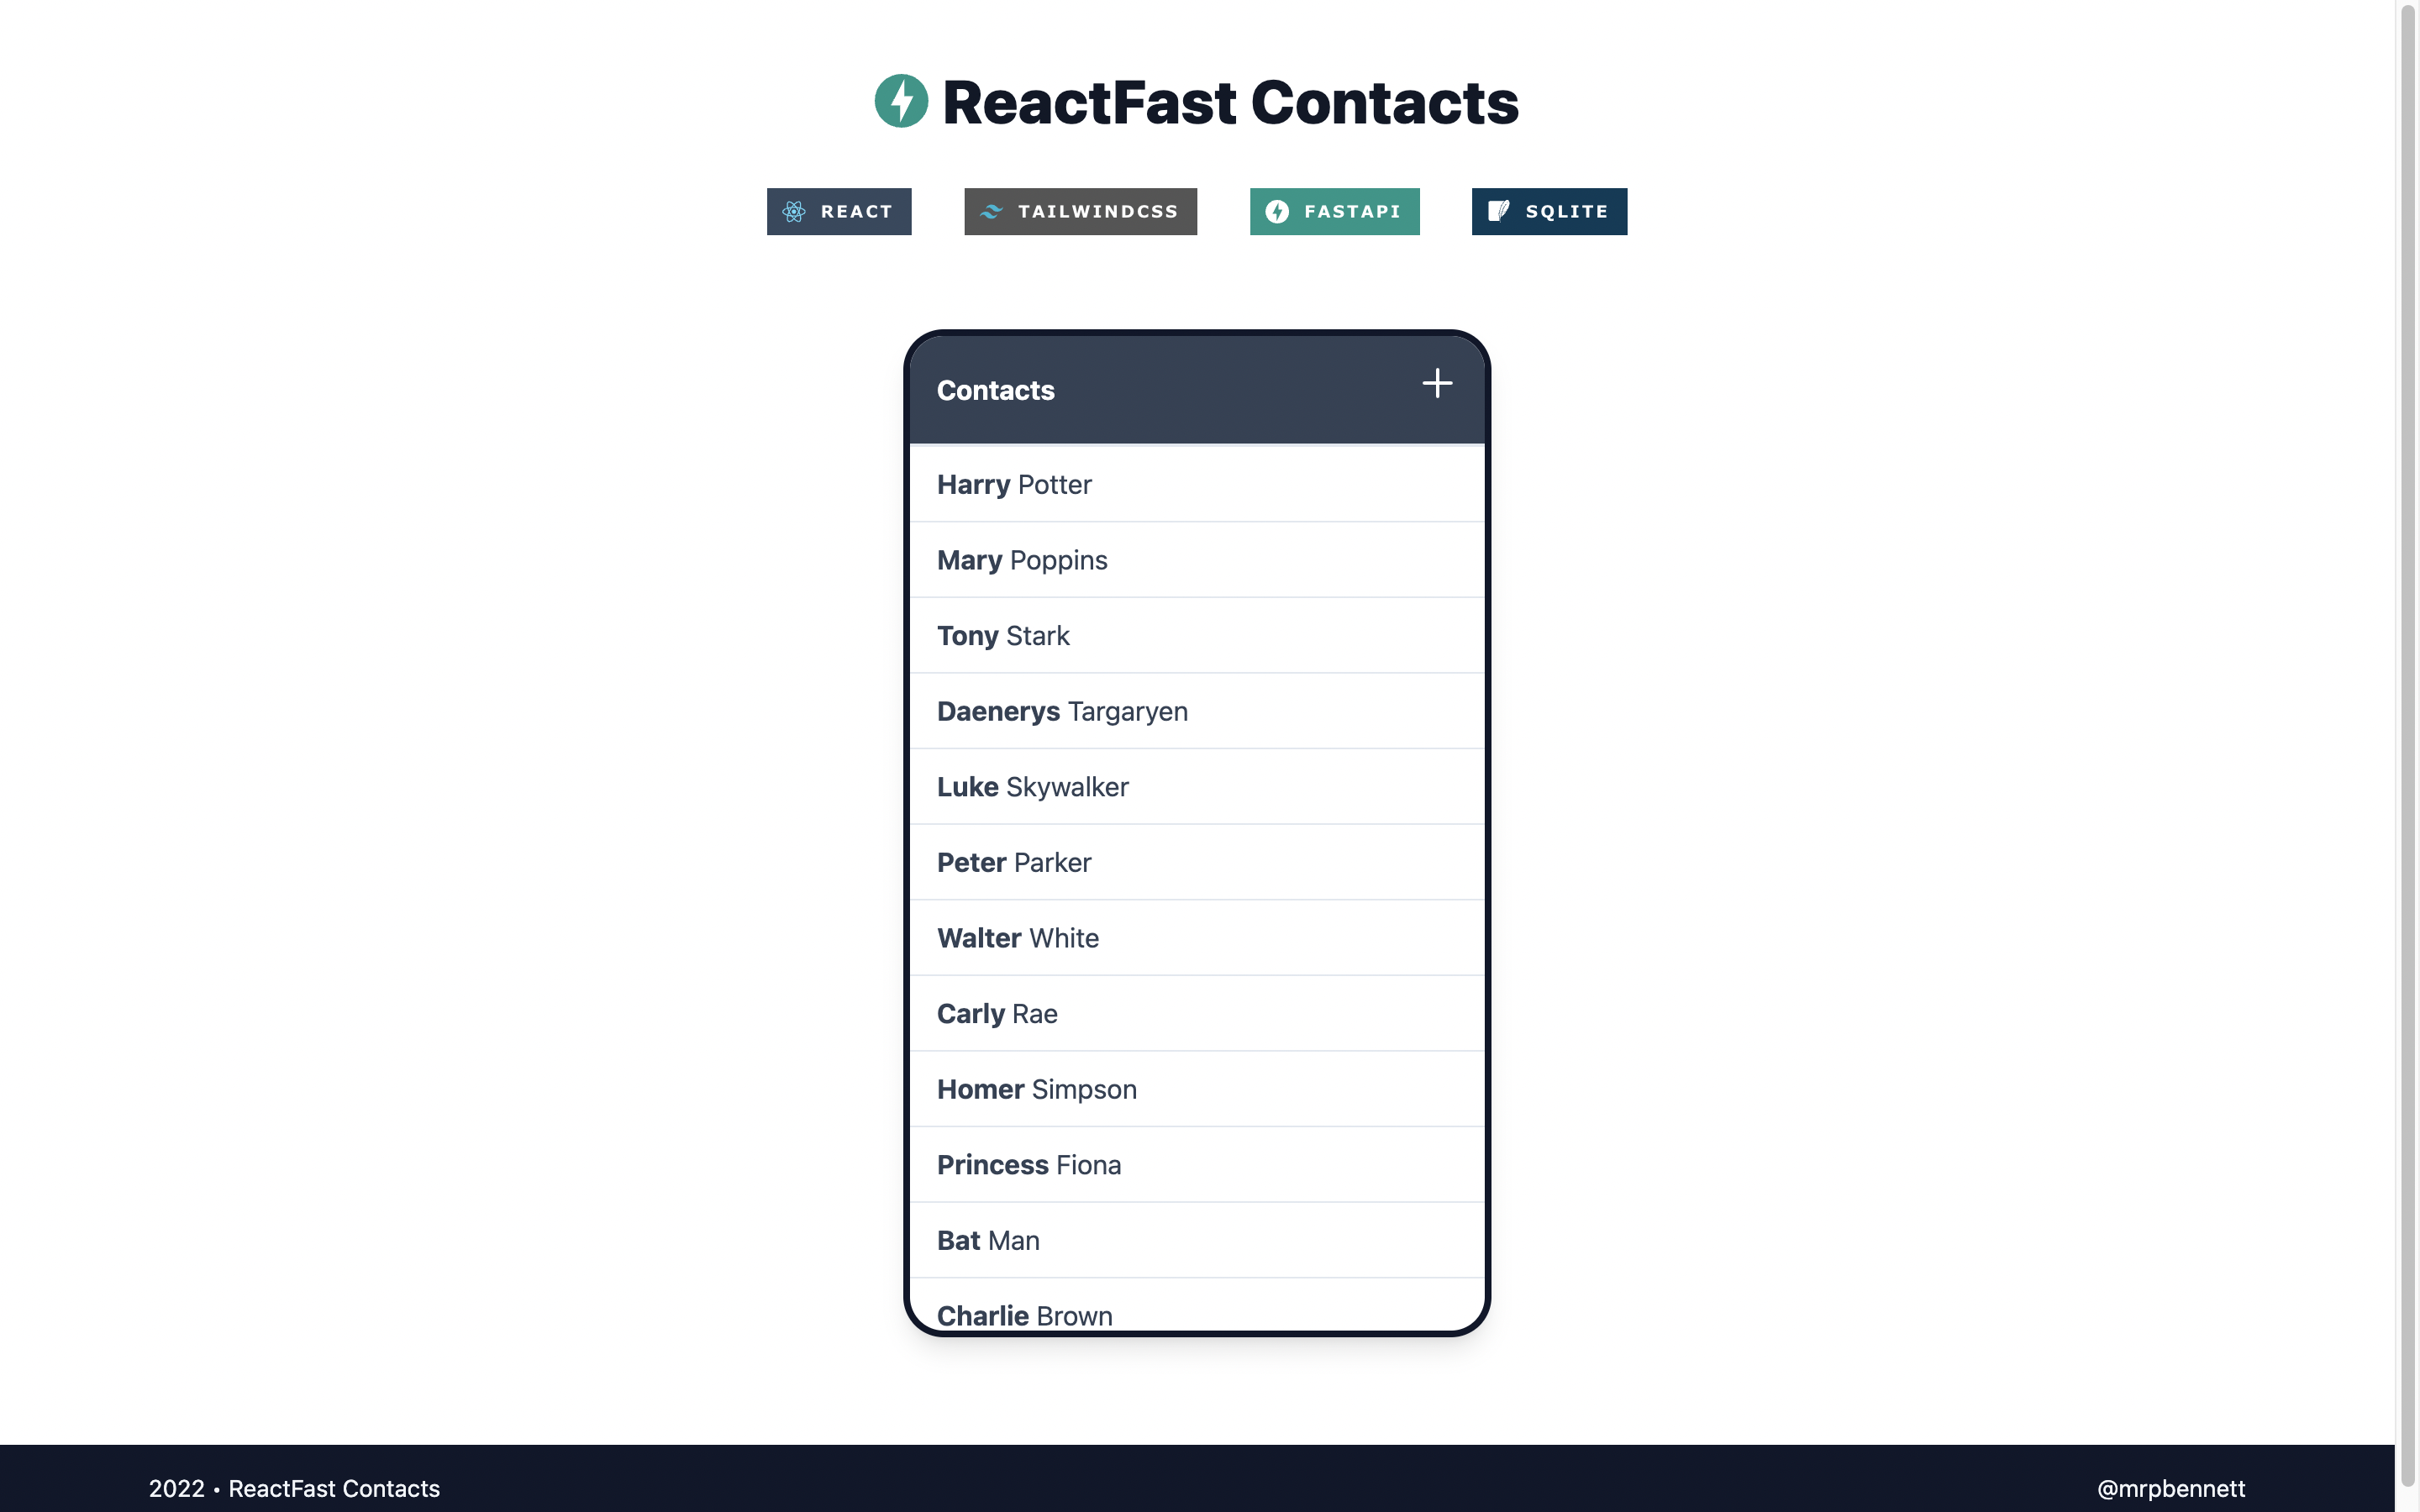 ReactFast Contacts
REACT TAILWINDCSS FASTAPI SQLITE
Contacts
Harry Potter
Mary Poppins
Tony Stark
Daenerys Targaryen
Luke Skywalker
Peter Parker
Walter White
Carly Rae
Homer Simpson
Princess Fiona
Bat Man
Charlie Brown
2022 • ReactFast Contacts @mrpbennett